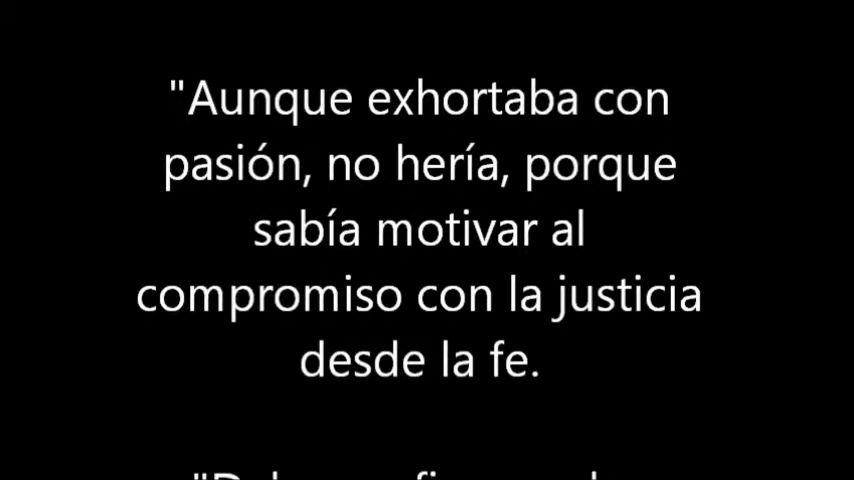 "Aunque exhortaba con
pasión, no hería, porque
sabía motivar al
compromiso con la justicia
desde la fe.